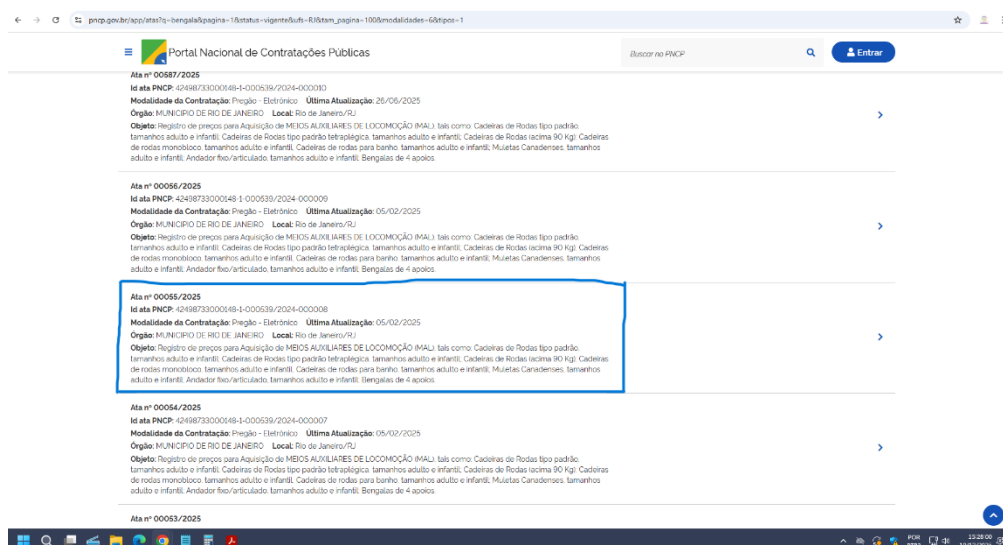 pncp.gov.br/app/atas?q=bengala&pagina=1&status=vigente&ufs=RJ&tam_pagina=100&modalidades=6&tipos=1
Portal Nacional de Contratações Públicas
Buscar no PNCP
Entrar
Ata nº 00587/2025
Id ata PNCP: 42498733000148-1-000539/2024-000010
Modalidade da Contratação: Pregão - Eletrônico Última Atualização: 26/06/2025
Órgão: MUNICIPIO DE RIO DE JANEIRO Local: Rio de Janeiro/RJ
Objeto: Registro de preços para Aquisição de MEIOS AUXILIARES DE LOCOMOÇÃO (MAL), tais como: Cadeiras de Rodas tipo padrão,
tamanhos adulto e infantil; Cadeiras de Rodas tipo padrão tetraplégica, tamanhos adulto e infantil; Cadeiras de Rodas (acima 90 Kg); Cadeiras
de rodas monobloco, tamanhos adulto e infantil, Cadeiras de rodas para banho, tamanhos adulto e infantil; Muletas Canadenses, tamanhos
adulto e infantil; Andador fixo/articulado, tamanhos adulto e infantil; Bengalas de 4 apoios.
Ata nº 00056/2025
Id ata PNCP: 42498733000148-1-000539/2024-000009
Modalidade da Contratação: Pregão - Eletrônico Última Atualização: 05/02/2025
Órgão: MUNICIPIO DE RIO DE JANEIRO Local: Rio de Janeiro/RJ
Objeto: Registro de preços para Aquisição de MEIOS AUXILIARES DE LOCOMOÇÃO (MAL), tais como: Cadeiras de Rodas tipo padrão,
tamanhos adulto e infantil; Cadeiras de Rodas tipo padrão tetraplégica, tamanhos adulto e infantil; Cadeiras de Rodas (acima 90 Kg); Cadeiras
de rodas monobloco, tamanhos adulto e infantil, Cadeiras de rodas para banho, tamanhos adulto e infantil; Muletas Canadenses, tamanhos
adulto e infantil; Andador fixo/articulado, tamanhos adulto e infantil; Bengalas de 4 apoios.
Ata nº 00055/2025
Id ata PNCP: 42498733000148-1-000539/2024-000008
Modalidade da Contratação: Pregão - Eletrônico Última Atualização: 05/02/2025
Órgão: MUNICIPIO DE RIO DE JANEIRO Local: Rio de Janeiro/RJ
Objeto: Registro de preços para Aquisição de MEIOS AUXILIARES DE LOCOMOÇÃO (MAL), tais como: Cadeiras de Rodas tipo padrão,
tamanhos adulto e infantil; Cadeiras de Rodas tipo padrão tetraplégica, tamanhos adulto e infantil; Cadeiras de Rodas (acima 90 Kg); Cadeiras
de rodas monobloco, tamanhos adulto e infantil, Cadeiras de rodas para banho, tamanhos adulto e infantil; Muletas Canadenses, tamanhos
adulto e infantil; Andador fixo/articulado, tamanhos adulto e infantil; Bengalas de 4 apoios.
Ata nº 00054/2025
Id ata PNCP: 42498733000148-1-000539/2024-000007
Modalidade da Contratação: Pregão - Eletrônico Última Atualização: 05/02/2025
Órgão: MUNICIPIO DE RIO DE JANEIRO Local: Rio de Janeiro/RJ
Objeto: Registro de preços para Aquisição de MEIOS AUXILIARES DE LOCOMOÇÃO (MAL), tais como: Cadeiras de Rodas tipo padrão,
tamanhos adulto e infantil; Cadeiras de Rodas tipo padrão tetraplégica, tamanhos adulto e infantil; Cadeiras de Rodas (acima 90 Kg); Cadeiras
de rodas monobloco, tamanhos adulto e infantil, Cadeiras de rodas para banho, tamanhos adulto e infantil; Muletas Canadenses, tamanhos
adulto e infantil; Andador fixo/articulado, tamanhos adulto e infantil; Bengalas de 4 apoios.
Ata nº 00053/2025
POR
15:28:00